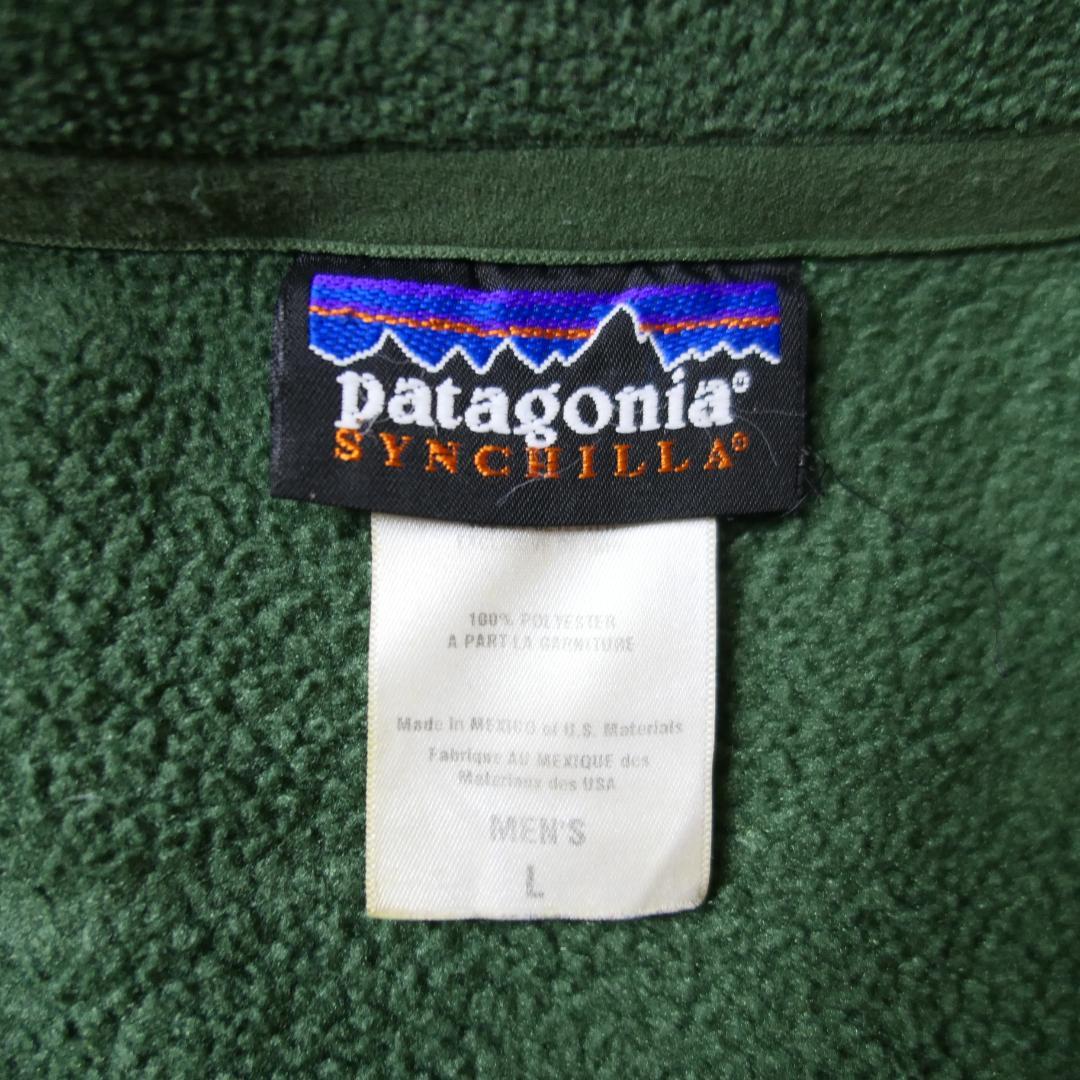 patagonia®
SYNCHILLA®
100% POLYESTER
A PART LA GARNITURE
Made in MEXICO of U.S. Materials
Fabrique AU MEXIQUE des
Materiaux des USA
MEN'S
L